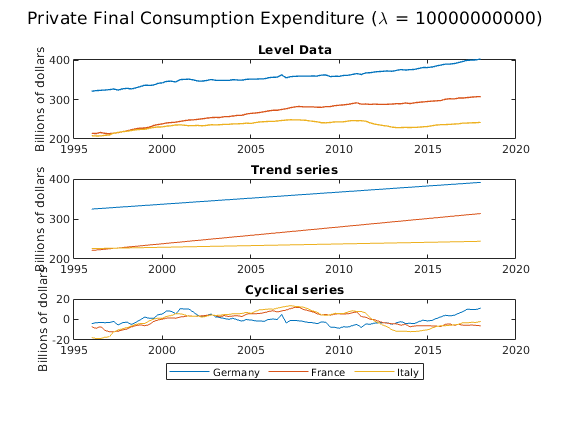 Private Final Consumption Expenditure (λ = 10000000000)
Level Data
Billions of dollars
400
300
200
1995 2000 2005 2010 2015 2020
Trend series
Billions of dollars
400
300
200
1995 2000 2005 2010 2015 2020
Cyclical series
Billions of dollars
20
0
-20
1995 2000 2005 2010 2015 2020
Germany France Italy